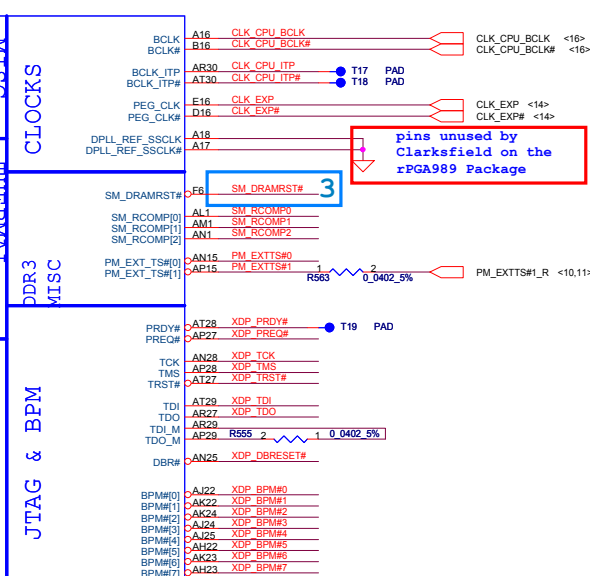 CLOCKS
BCLK A16 CLK_CPU_BCLK CLK_CPU_BCLK <16>
BCLK# B16 CLK_CPU_BCLK# CLK_CPU_BCLK# <16>
BCLK_ITP AR30 CLK_CPU_ITP T17 PAD
BCLK_ITP# AT30 CLK_CPU_ITP# T18 PAD
PEG_CLK E16 CLK_EXP CLK_EXP <14>
PEG_CLK# D16 CLK_EXP# CLK_EXP# <14>
DPLL_REF_SSCLK A18
DPLL_REF_SSCLK# A17
pins unused by
Clarksfield on the
rPGA989 Package
DDR3
MISC
SM_DRAMRST# F6 SM_DRAMRST# 3
SM_RCOMP[0] AL1 SM_RCOMP0
SM_RCOMP[1] AM1 SM_RCOMP1
SM_RCOMP[2] AN1 SM_RCOMP2
PM_EXT_TS#[0] AN15 PM_EXTTS#0
PM_EXT_TS#[1] AP15 PM_EXTTS#1 1 2 PM_EXTTS#1_R <10,11>
R563 0_0402_5%
JTAG & BPM
PRDY# AT28 XDP_PRDY# T19 PAD
PREQ# AP27 XDP_PREQ#
TCK AN28 XDP_TCK
TMS AP28 XDP_TMS
TRST# AT27 XDP_TRST#
TDI AT29 XDP_TDI
TDO AR27 XDP_TDO
TDI_M AR29
TDO_M AP29 R555 2 1 0_0402_5%
DBR# AN25 XDP_DBRESET#
BPM#[0] AJ22 XDP_BPM#0
BPM#[1] AK22 XDP_BPM#1
BPM#[2] AK24 XDP_BPM#2
BPM#[3] AJ24 XDP_BPM#3
BPM#[4] AJ25 XDP_BPM#4
BPM#[5] AH22 XDP_BPM#5
BPM#[6] AK23 XDP_BPM#6
BPM#[7] AH23 XDP_BPM#7